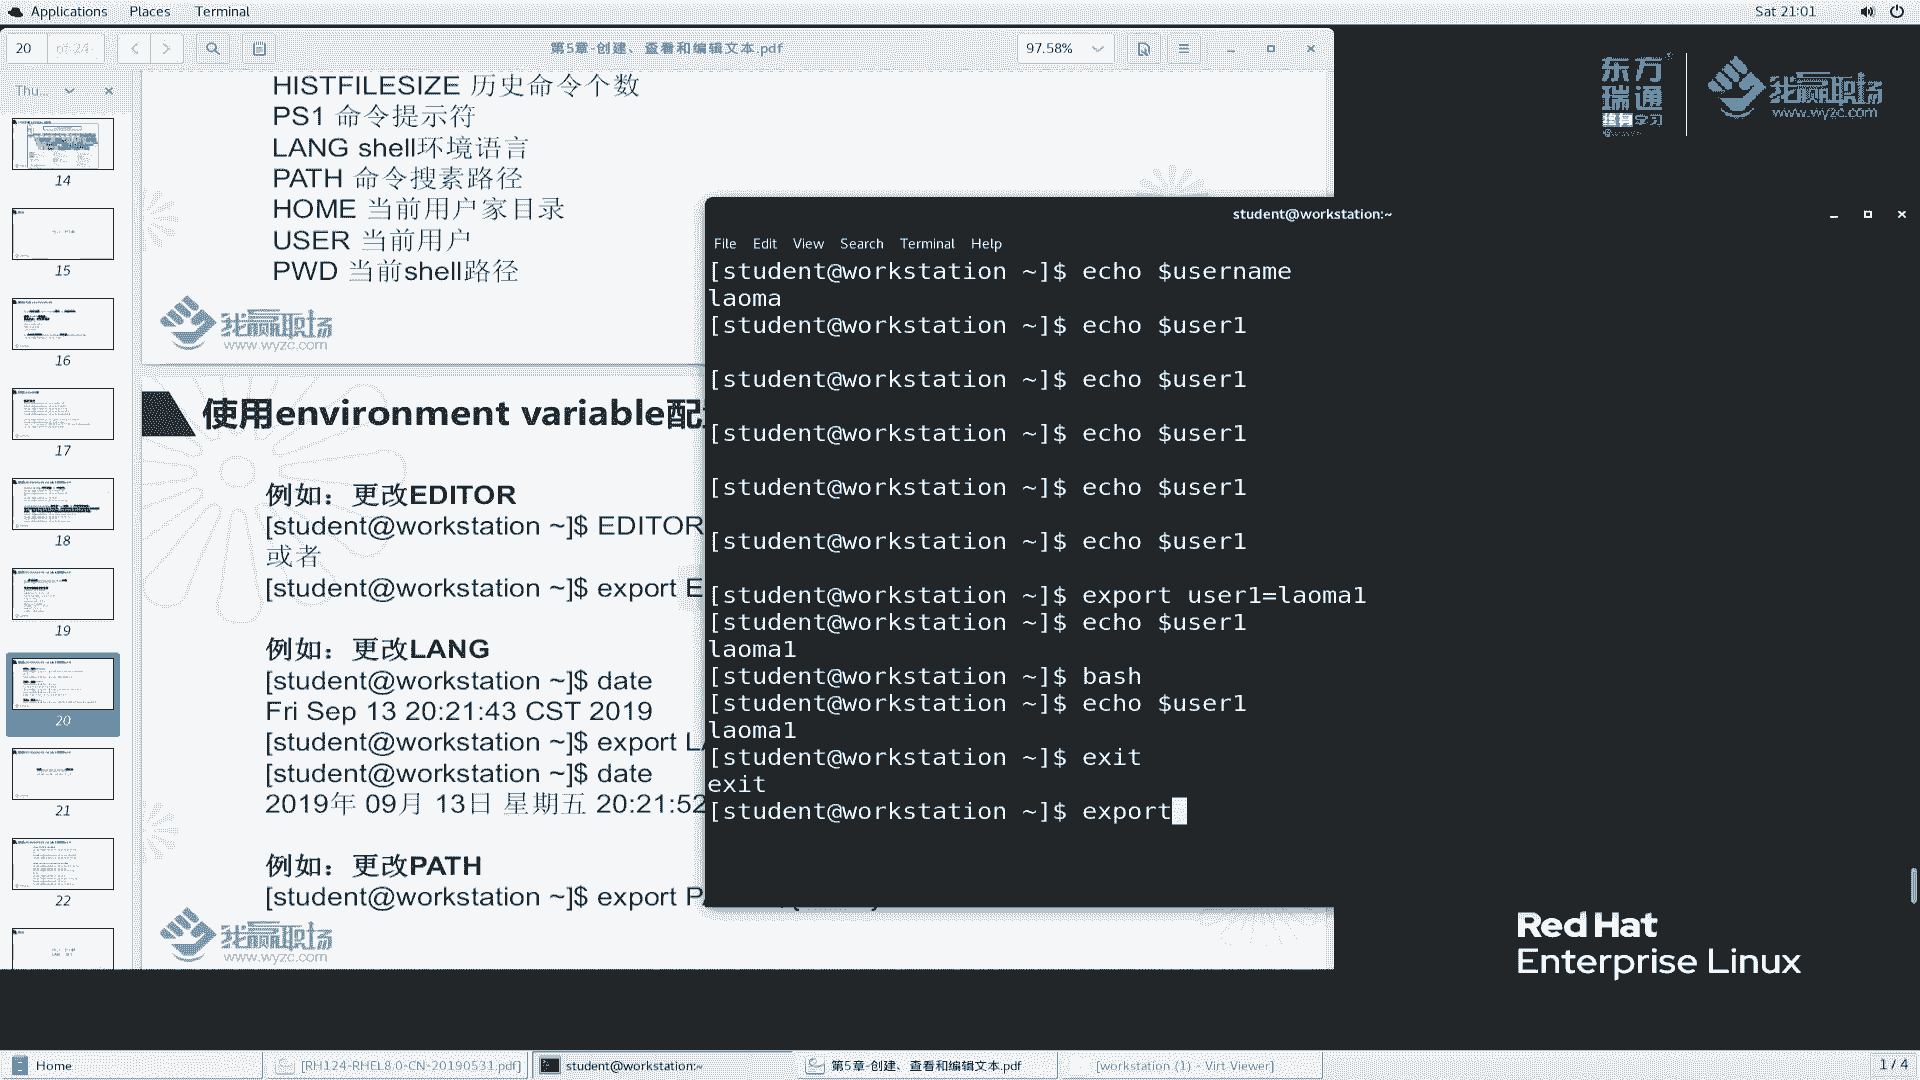 Applications Places Terminal
Sat 21:01
20 of 24
第5章-创建、查看和编辑文本.pdf
97.58%
Thu...
14
15
16
17
18
19
20
21
22
HISTFILESIZE 历史命令个数
PS1 命令提示符
LANG shell环境语言
PATH 命令搜素路径
HOME 当前用户家目录
USER 当前用户
PWD 当前shell路径
我赢职场
www.wyzc.com
使用environment variable配
例如：更改EDITOR
[student@workstation ~]$ EDITOR
或者
[student@workstation ~]$ export E
例如：更改LANG
[student@workstation ~]$ date
Fri Sep 13 20:21:43 CST 2019
[student@workstation ~]$ export L
[student@workstation ~]$ date
2019年 09月 13日 星期五 20:21:52
例如：更改PATH
[student@workstation ~]$ export P
我赢职场
www.wyzc.com
东方
瑞通
终身学习
我赢职场
www.wyzc.com
student@workstation:~
File Edit View Search Terminal Help
[student@workstation ~]$ echo $username
laoma
[student@workstation ~]$ echo $user1
[student@workstation ~]$ echo $user1
[student@workstation ~]$ echo $user1
[student@workstation ~]$ echo $user1
[student@workstation ~]$ echo $user1
[student@workstation ~]$ export user1=laoma1
[student@workstation ~]$ echo $user1
laoma1
[student@workstation ~]$ bash
[student@workstation ~]$ echo $user1
laoma1
[student@workstation ~]$ exit
exit
[student@workstation ~]$ export
Red Hat
Enterprise Linux
Home
[RH124-RHEL8.0-CN-20190531.pdf]
student@workstation:~
第5章-创建、查看和编辑文本.pdf
[workstation (1) - Virt Viewer]
1 / 4